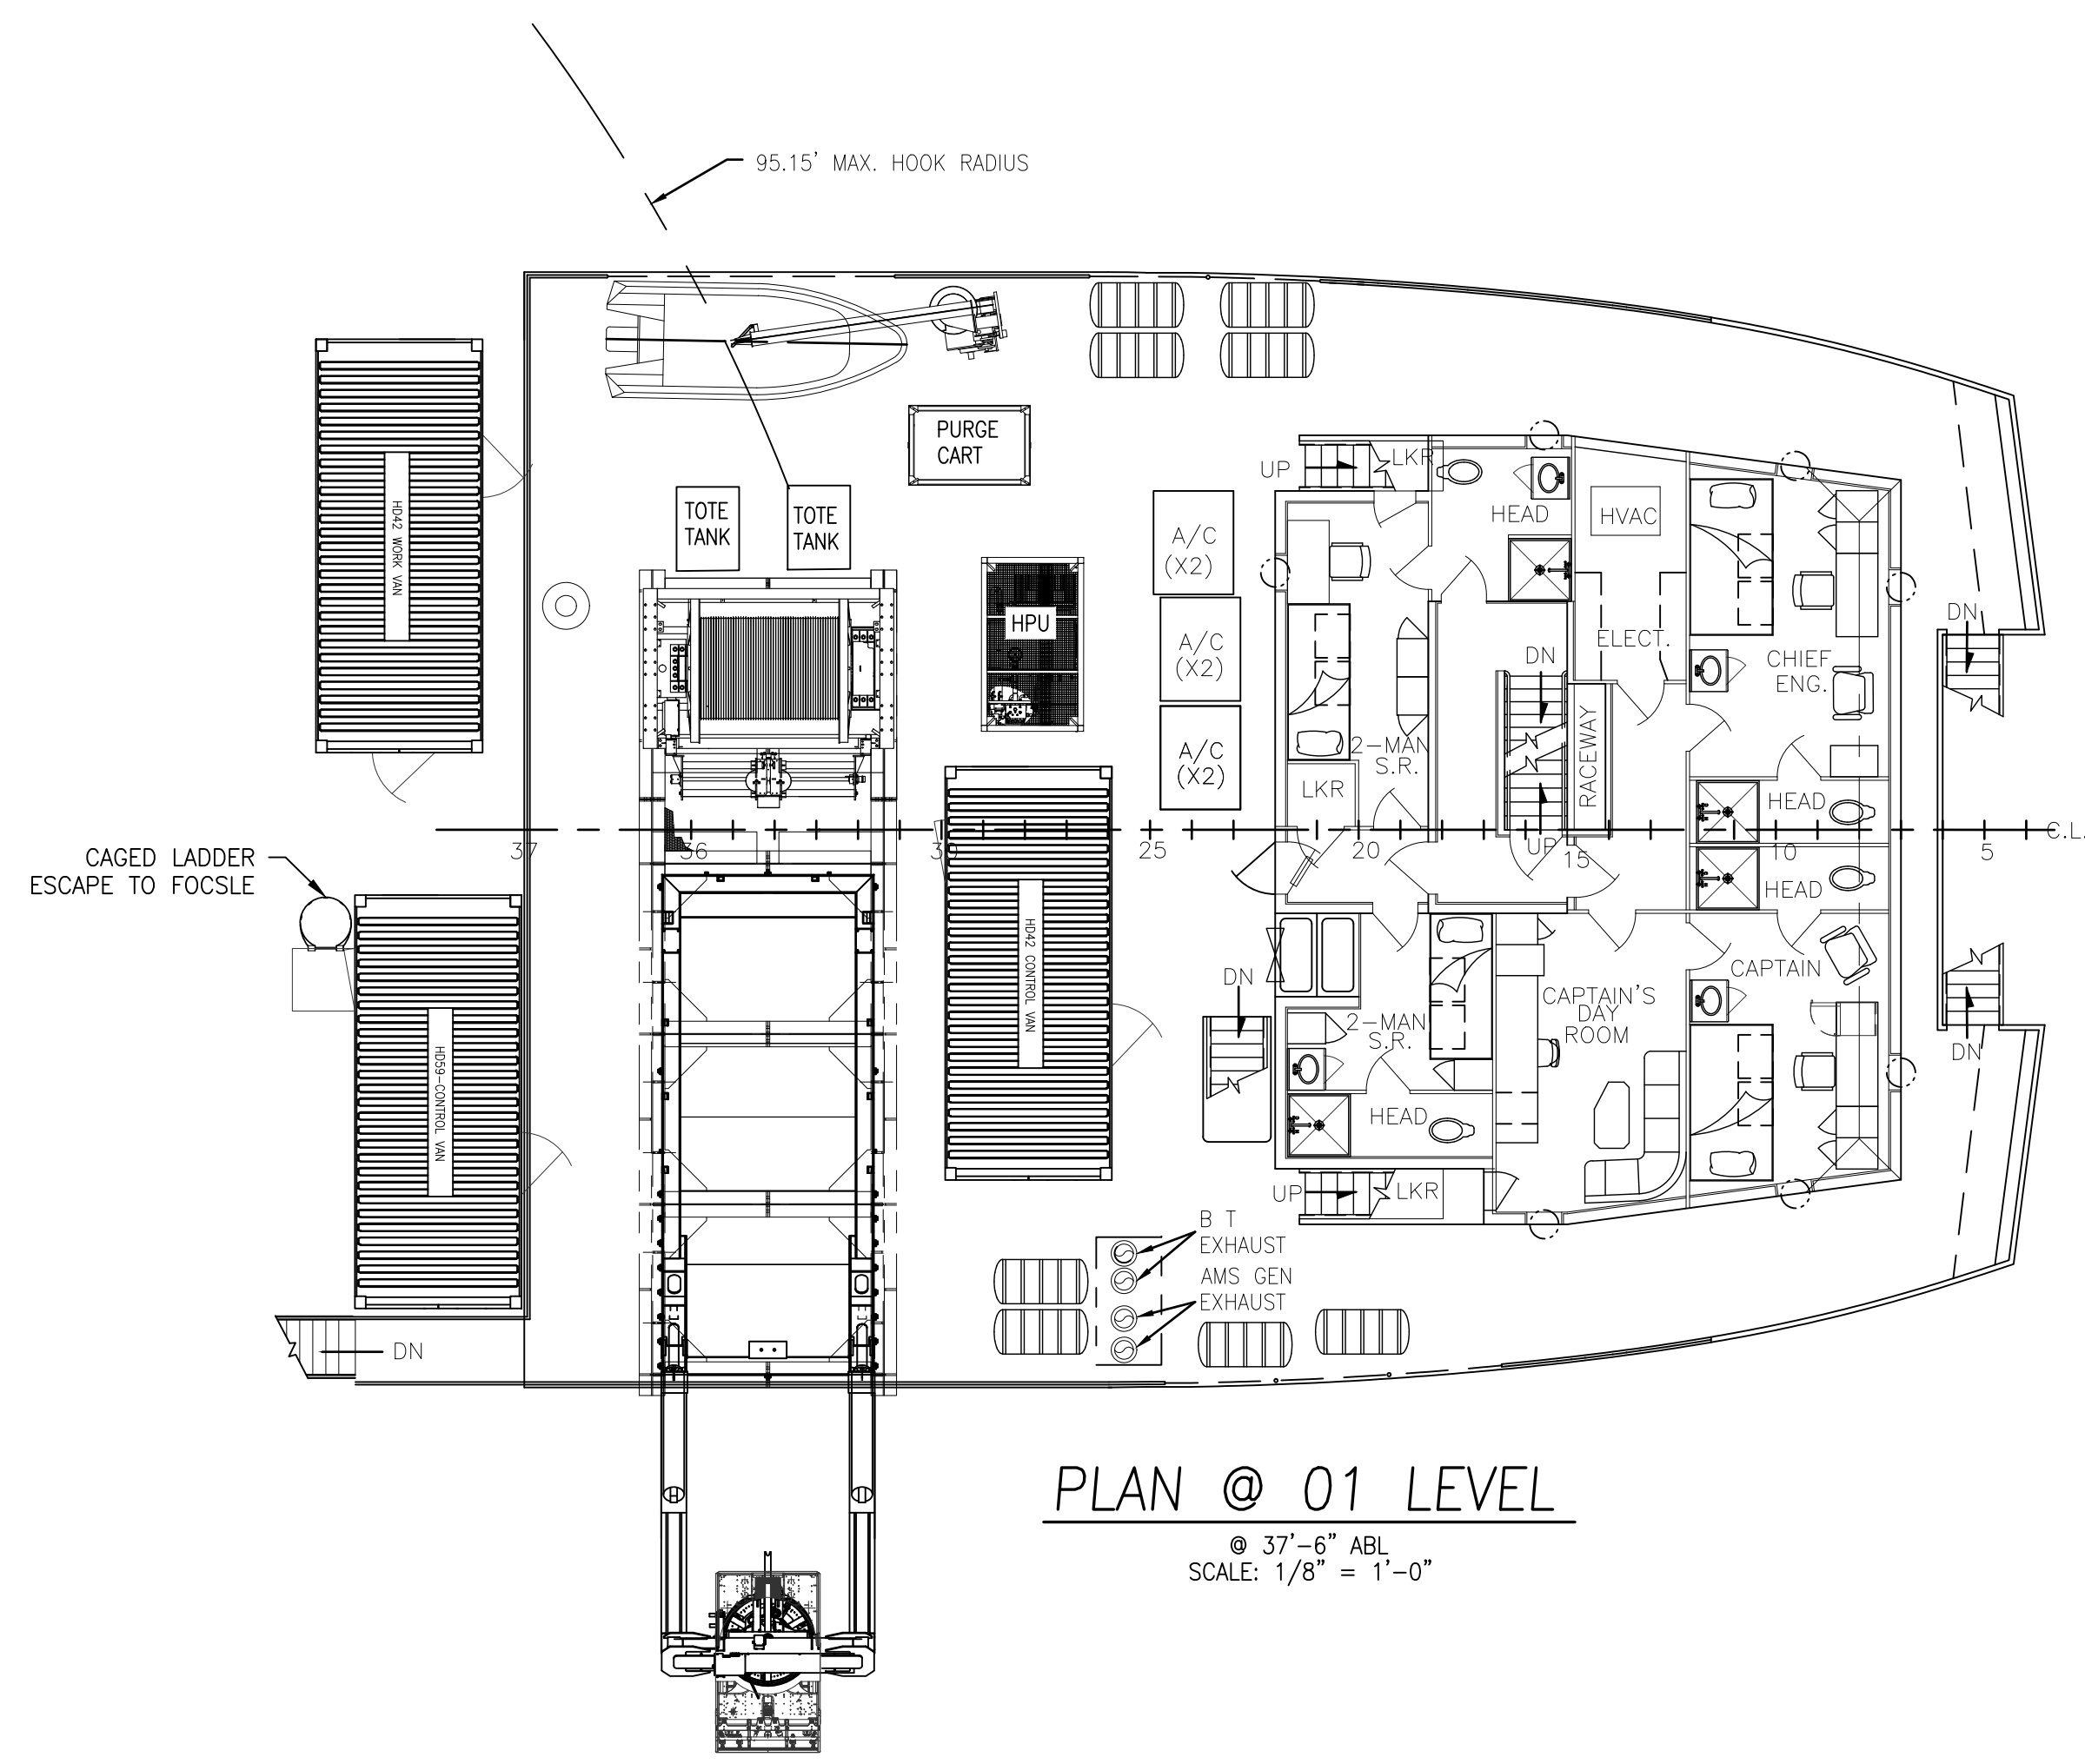 95.15' MAX. HOOK RADIUS
PURGE
CART
UP
LKR
TOTE
TANK
TOTE
TANK
A/C
(X2)
HEAD
HVAC
HD42 WORK VAN
HPU
A/C
(X2)
ELECT.
DN
DN
CHIEF
ENG.
A/C
(X2)
2-MAN
S.R.
RACEWAY
LKR
HEAD
37
36
30
25
20
UP
15
10
5
C.L.
CAGED LADDER
ESCAPE TO FOCSLE
HEAD
HD42 CONTROL VAN
DN
CAPTAIN
CAPTAIN'S
DAY
ROOM
2-MAN
S.R.
DN
HD59-CONTROL VAN
HEAD
UP
LKR
B T
EXHAUST
AMS GEN
EXHAUST
DN
PLAN @ 01 LEVEL
@ 37'-6" ABL
SCALE: 1/8" = 1'-0"